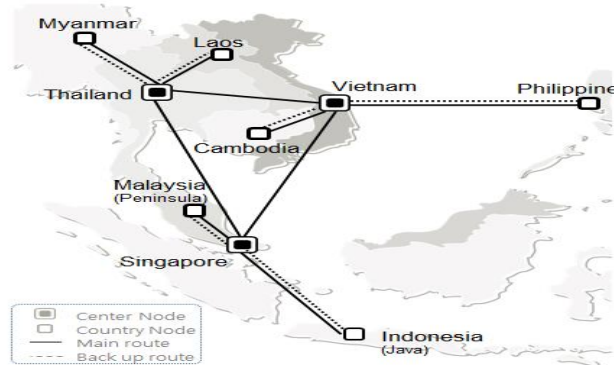 Myanmar
Laos
Thailand
Vietnam
Philippine
Cambodia
Malaysia
(Peninsula)
Singapore
Indonesia
(Java)
Center Node
Country Node
Main route
Back up route